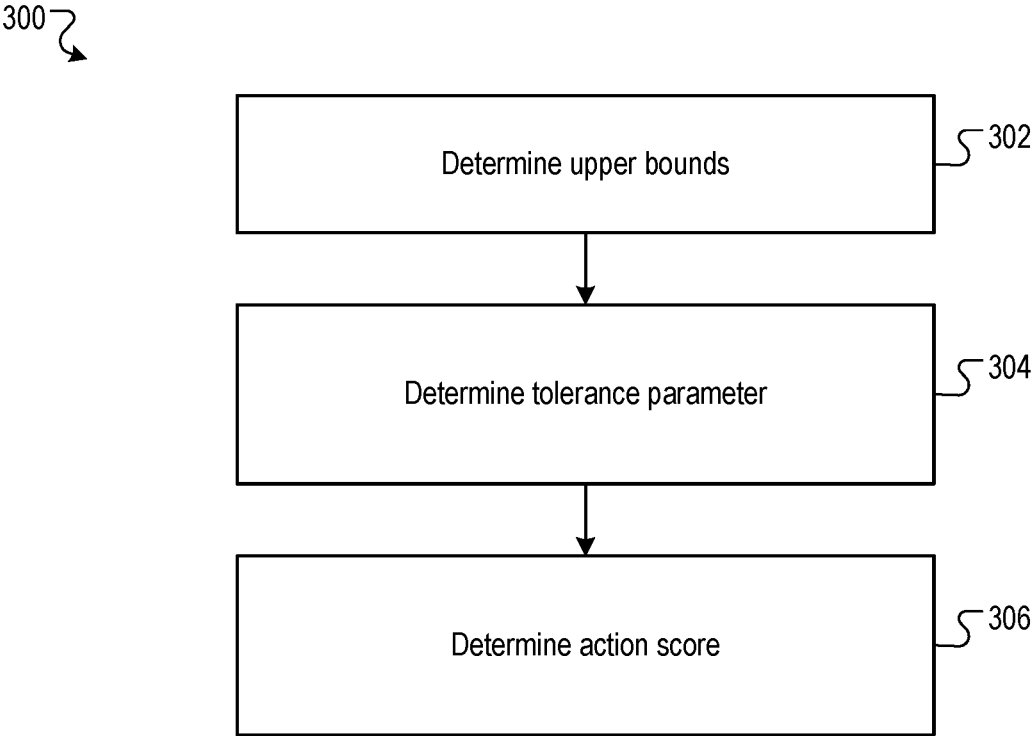 300
Determine upper bounds
302
Determine tolerance parameter
304
Determine action score
306